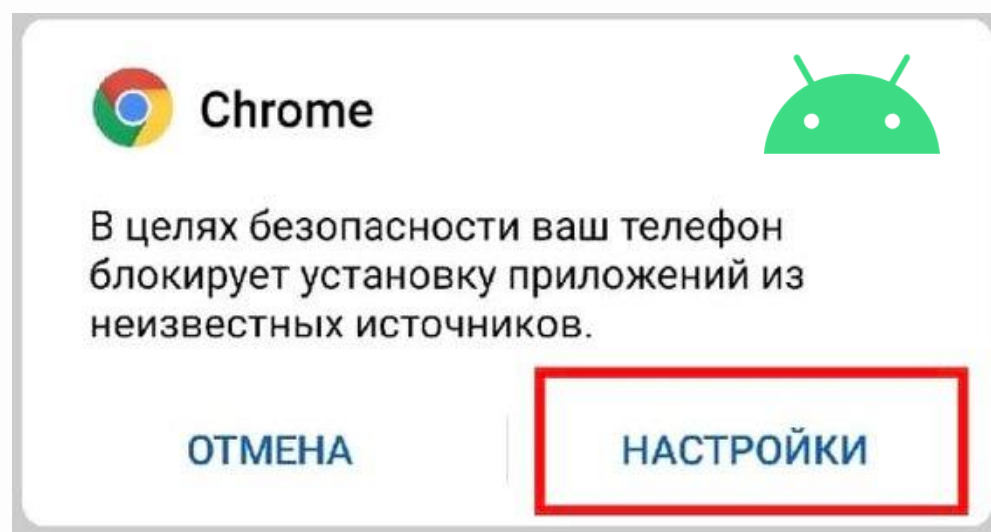 Chrome
В целях безопасности ваш телефон
блокирует установку приложений из
неизвестных источников.
ОТМЕНА
НАСТРОЙКИ